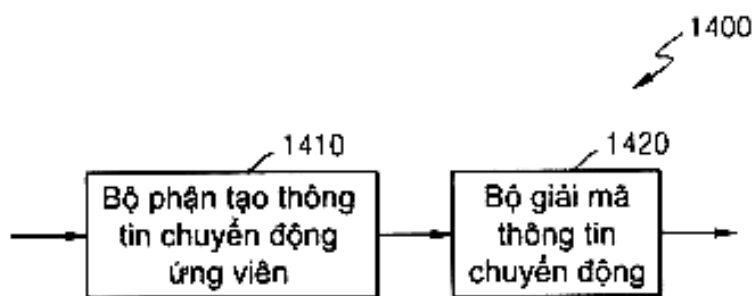 1400
1410
Bộ phận tạo thông
tin chuyển động
ứng viên
1420
Bộ giải mã
thông tin
chuyển động